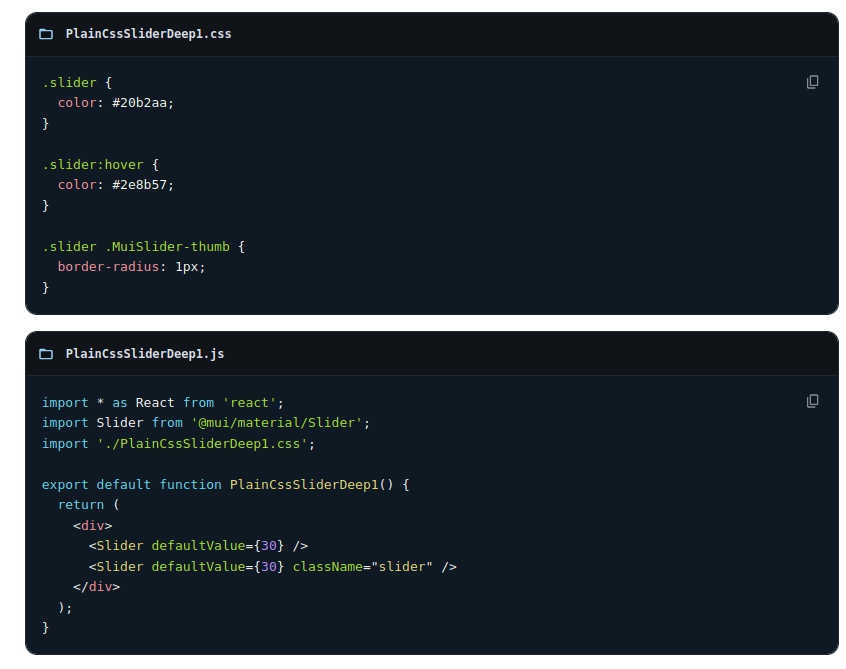 PlainCssSliderDeep1.css
.slider {
  color: #20b2aa;
}

.slider:hover {
  color: #2e8b57;
}

.slider .MuiSlider-thumb {
  border-radius: 1px;
}
PlainCssSliderDeep1.js
import * as React from 'react';
import Slider from '@mui/material/Slider';
import './PlainCssSliderDeep1.css';

export default function PlainCssSliderDeep1() {
  return (
    <div>
      <Slider defaultValue={30} />
      <Slider defaultValue={30} className="slider" />
    </div>
  );
}